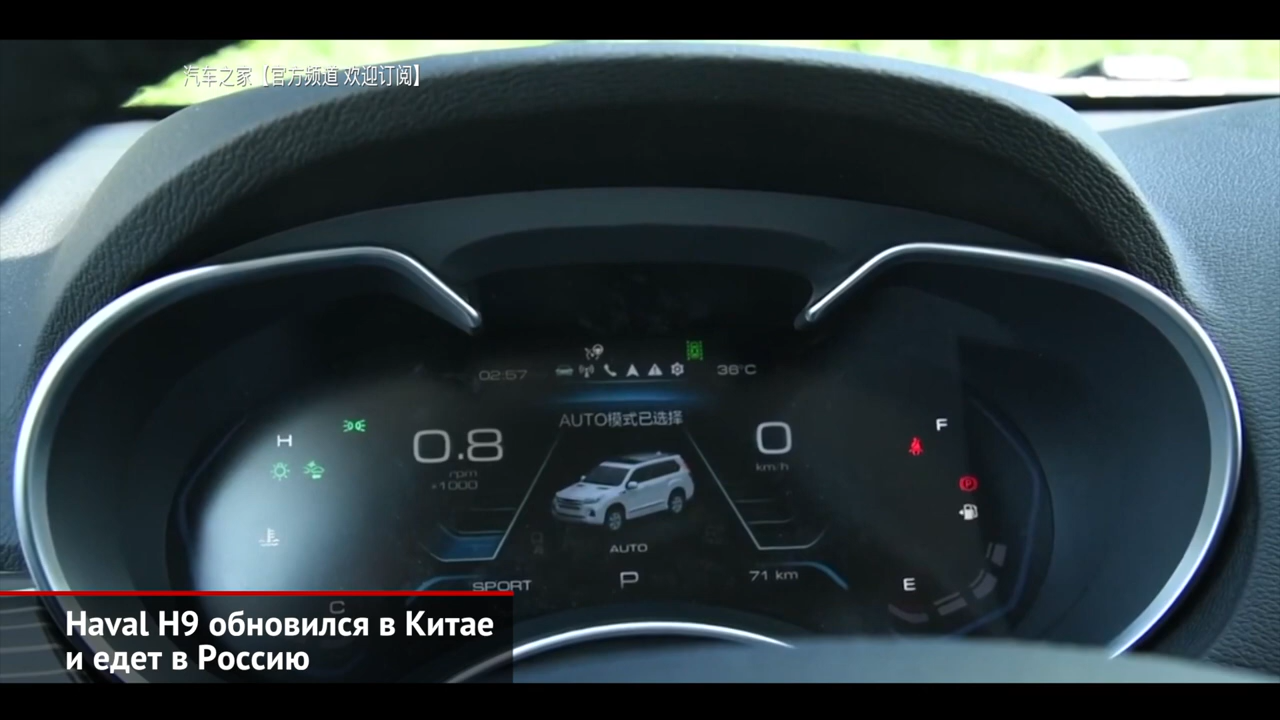 汽车之家【官方频道 欢迎订阅】
02:57
36°C
AUTO模式已选择
H
0.8
rpm
×1000
0
km/h
F
P
AUTO
SPORT
P
71 km
E
C
Haval H9 обновился в Китае
и едет в Россию